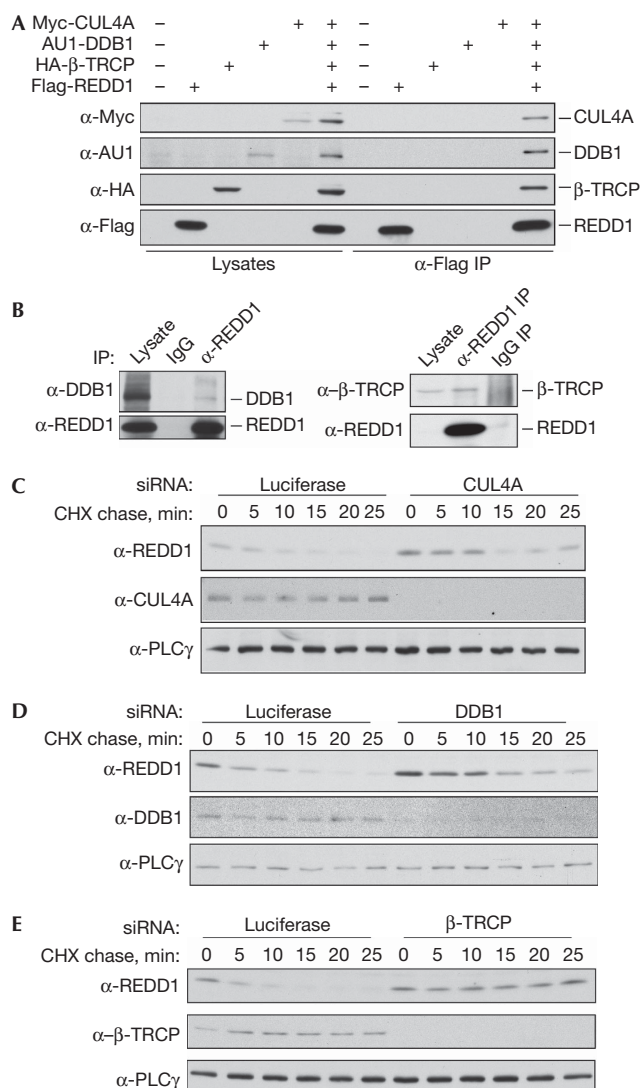 A
Myc-CUL4A – + + – + +
AU1-DDB1 + + + +
HA-β-TRCP + + + +
Flag-REDD1 + + + +
α-Myc CUL4A
α-AU1 DDB1
α-HA β-TRCP
α-Flag REDD1
Lysates α-Flag IP
B
IP: Lysate IgG α-REDD1
α-DDB1 DDB1
α-REDD1 REDD1
Lysate α-REDD1 IP IgG IP
α-β-TRCP β-TRCP
α-REDD1 REDD1
C
siRNA: Luciferase CUL4A
CHX chase, min: 0 5 10 15 20 25 0 5 10 15 20 25
α-REDD1
α-CUL4A
α-PLCγ
D
siRNA: Luciferase DDB1
CHX chase, min: 0 5 10 15 20 25 0 5 10 15 20 25
α-REDD1
α-DDB1
α-PLCγ
E
siRNA: Luciferase β-TRCP
CHX chase, min: 0 5 10 15 20 25 0 5 10 15 20 25
α-REDD1
α-β-TRCP
α-PLCγ